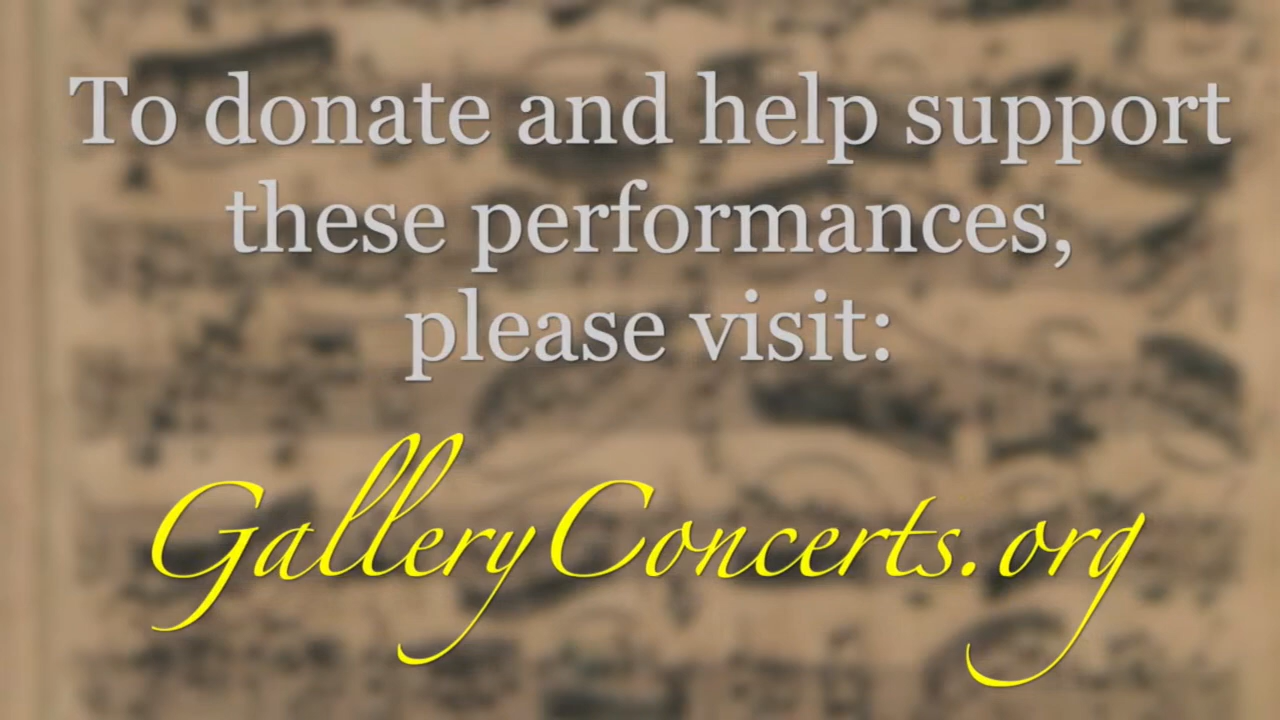 To donate and help support
these performances,
please visit:
GalleryConcerts.org